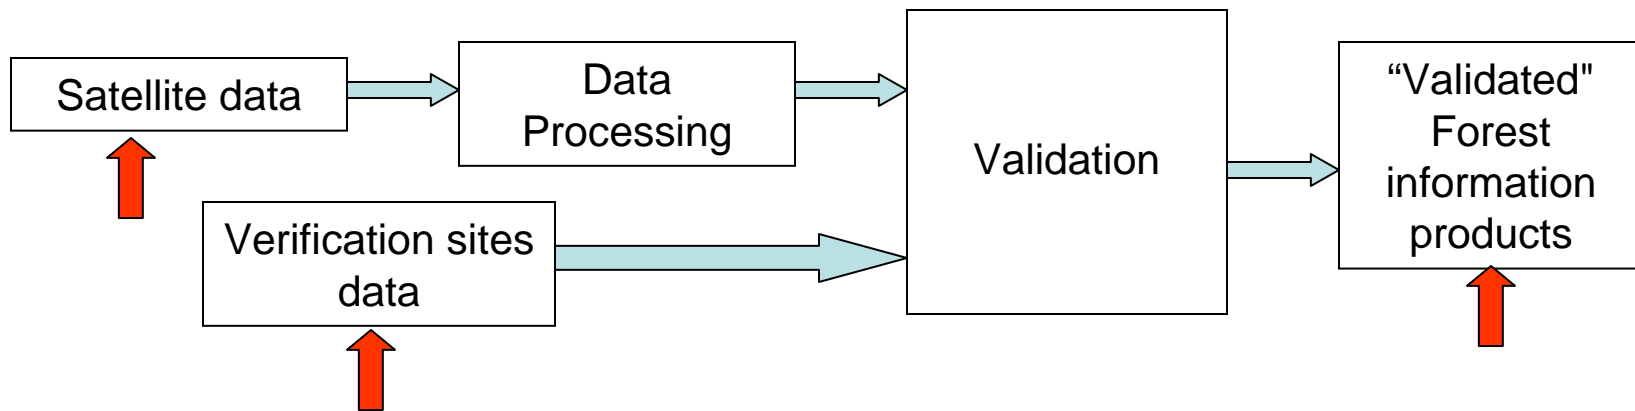 Satellite data
Data
Processing
Verification sites
data
Validation
“Validated"
Forest
information
products